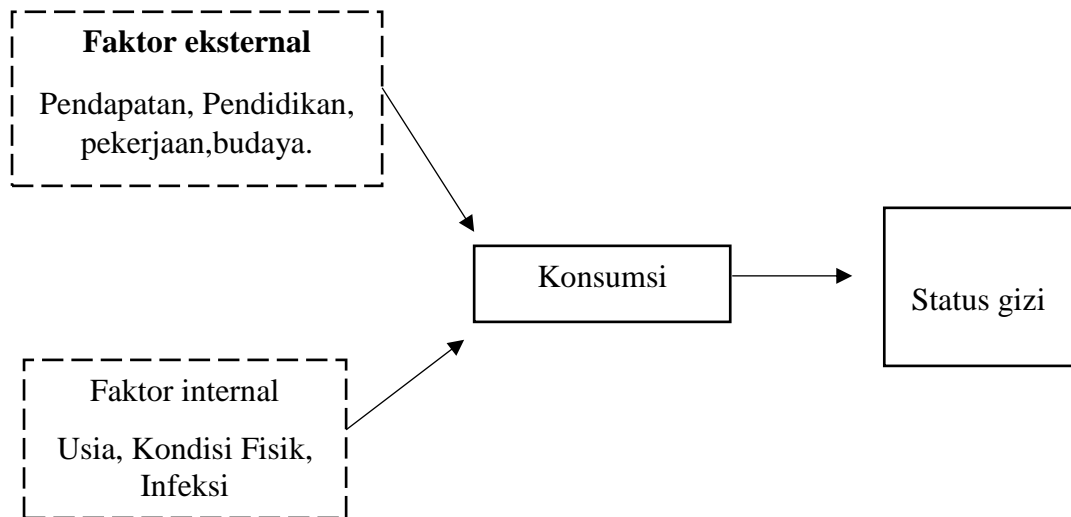 Faktor eksternal
Pendapatan, Pendidikan,
pekerjaan,budaya.
Konsumsi
Status gizi
Faktor internal
Usia, Kondisi Fisik,
Infeksi